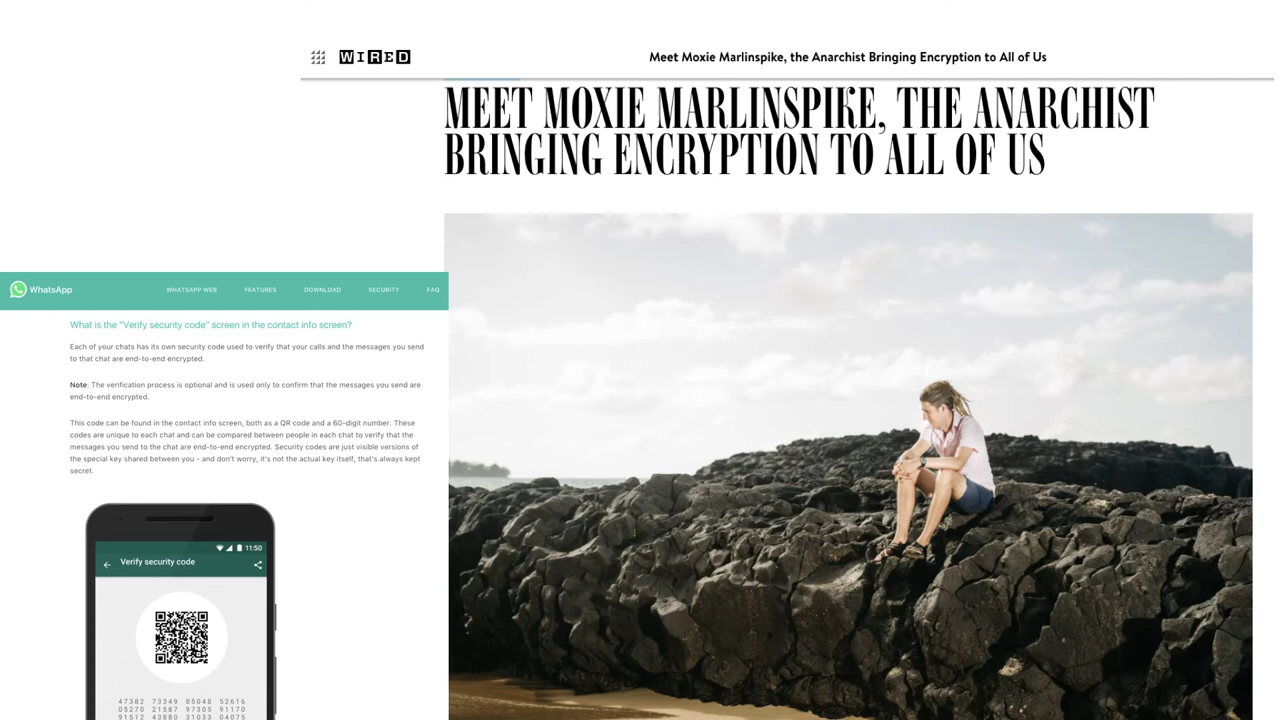 WIRED
Meet Moxie Marlinspike, the Anarchist Bringing Encryption to All of Us
MEET MOXIE MARLINSPIKE, THE ANARCHIST
BRINGING ENCRYPTION TO ALL OF US
WhatsApp
WHATSAPP WEB FEATURES DOWNLOAD SECURITY FAQ
What is the "Verify security code" screen in the contact info screen?
Each of your chats has its own security code used to verify that your calls and the messages you send
to that chat are end-to-end encrypted.
Note: The verification process is optional and is used only to confirm that the messages you send are
end-to-end encrypted.
This code can be found in the contact info screen, both as a QR code and a 60-digit number. These
codes are unique to each chat and can be compared between people in each chat to verify that the
messages you send to the chat are end-to-end encrypted. Security codes are just visible versions of
the special key shared between you - and don't worry, it's not the actual key itself, that's always kept
secret.
11:50
Verify security code
47382 73349 85048 52616
05270 21587 97305 91170
91512 43880 31033 04075